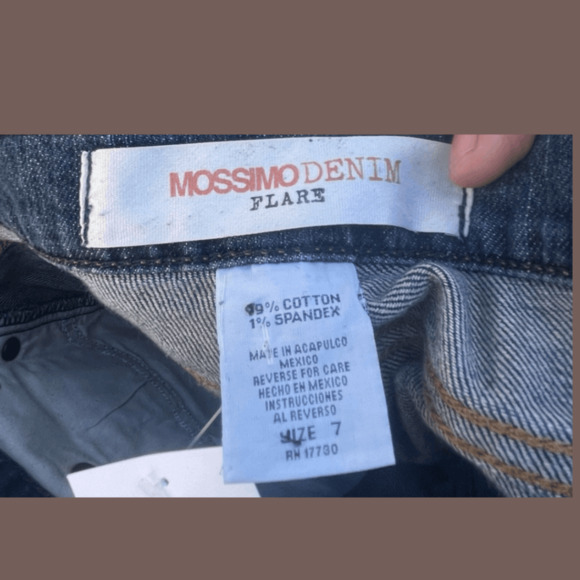 MOSSIMO DENIM
FLARE
99% COTTON
1% SPANDEX
MADE IN ACAPULCO
MEXICO
REVERSE FOR CARE
HECHO EN MEXICO
INSTRUCCIONES
AL REVERSO
SIZE 7
RN 17730